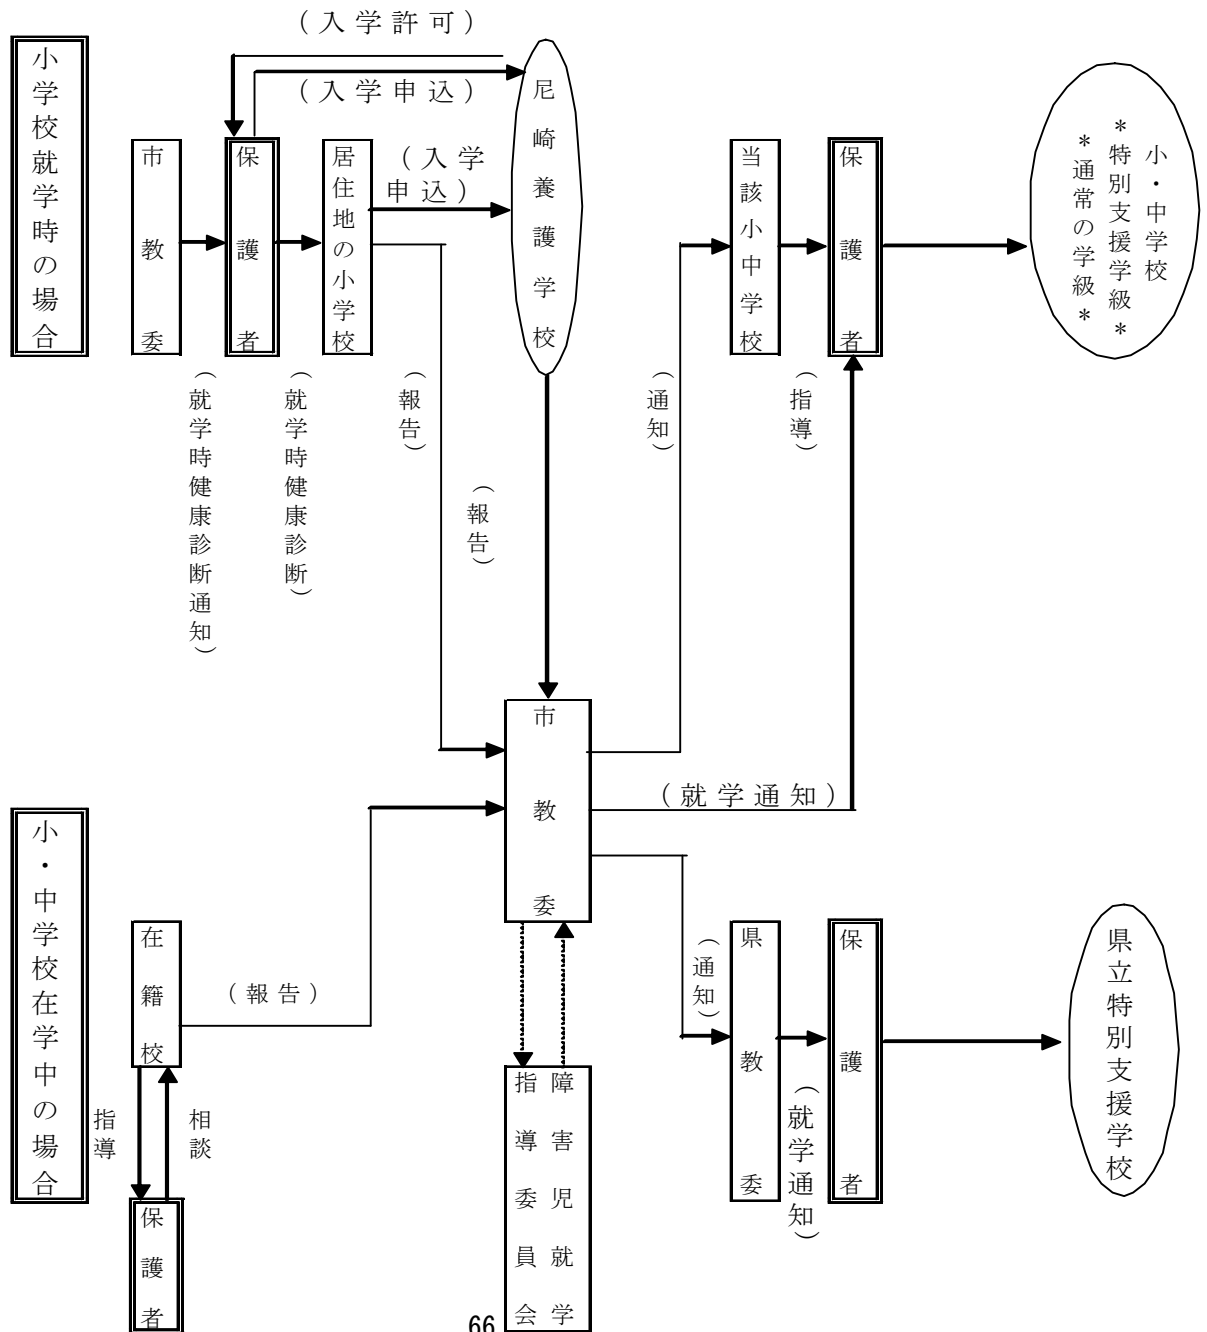 小学校就学時の場合
（入学許可）
（入学申込）
市教委
保護者
居住地の小学校
（入学
申込）
尼崎養護学校
（就学時健康診断通知）
（就学時健康診断）
（報告）
（報告）
市教委
（通知）
当該小中学校
（指導）
保護者
小・中学校
＊特別支援学級＊
＊通常の学級＊
（就学通知）
小・中学校在学中の場合
在籍校
（報告）
指導
相談
保護者
障害児就学
指導委員会
（通知）
県教委
（就学通知）
保護者
県立特別支援学校
66